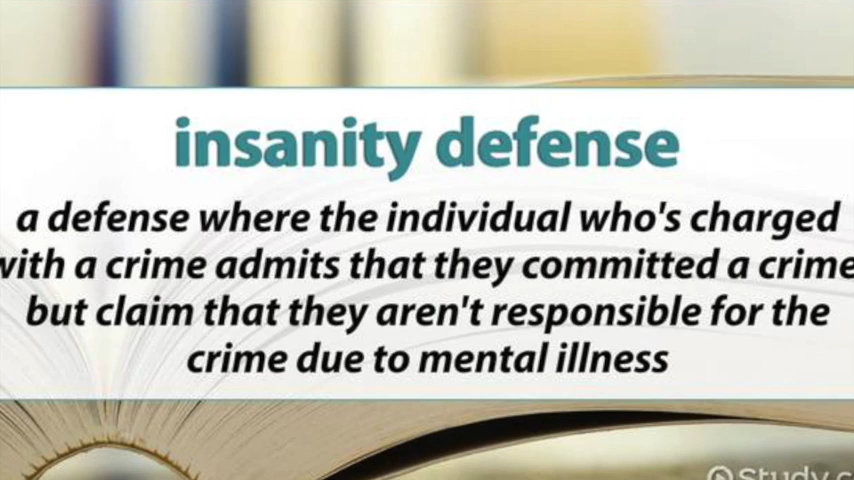 insanity defense
a defense where the individual who's charged
with a crime admits that they committed a crime
but claim that they aren't responsible for the
crime due to mental illness
Study.c